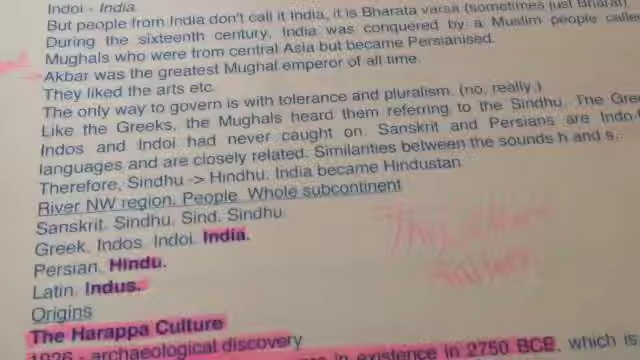 Indoi - India
But people from India don't call it India, it is Bharata varsa (sometimes just Bharat)
During the sixteenth century, India was conquered by a Muslim people called
Mughals who were from central Asia but became Persianised.
Akbar was the greatest Mughal emperor of all time.
They liked the arts etc
The only way to govern is with tolerance and pluralism. (no, really.)
Like the Greeks, the Mughals heard them referring to the Sindhu. The Gree
Indos and Indoi had never caught on. Sanskrit and Persians are Indo-
languages and are closely related. Similarities between the sounds h and s.
Therefore, Sindhu -> Hindhu. India became Hindustan
River NW region. People. Whole subcontinent
Sanskrit. Sindhu. Sind. Sindhu
Greek. Indos. Indoi. India.
Persian. Hindu.
Latin. Indus.
Origins
The Harappa Culture
1926 - archaeological discovery
in existence in 2750 BCE, which is